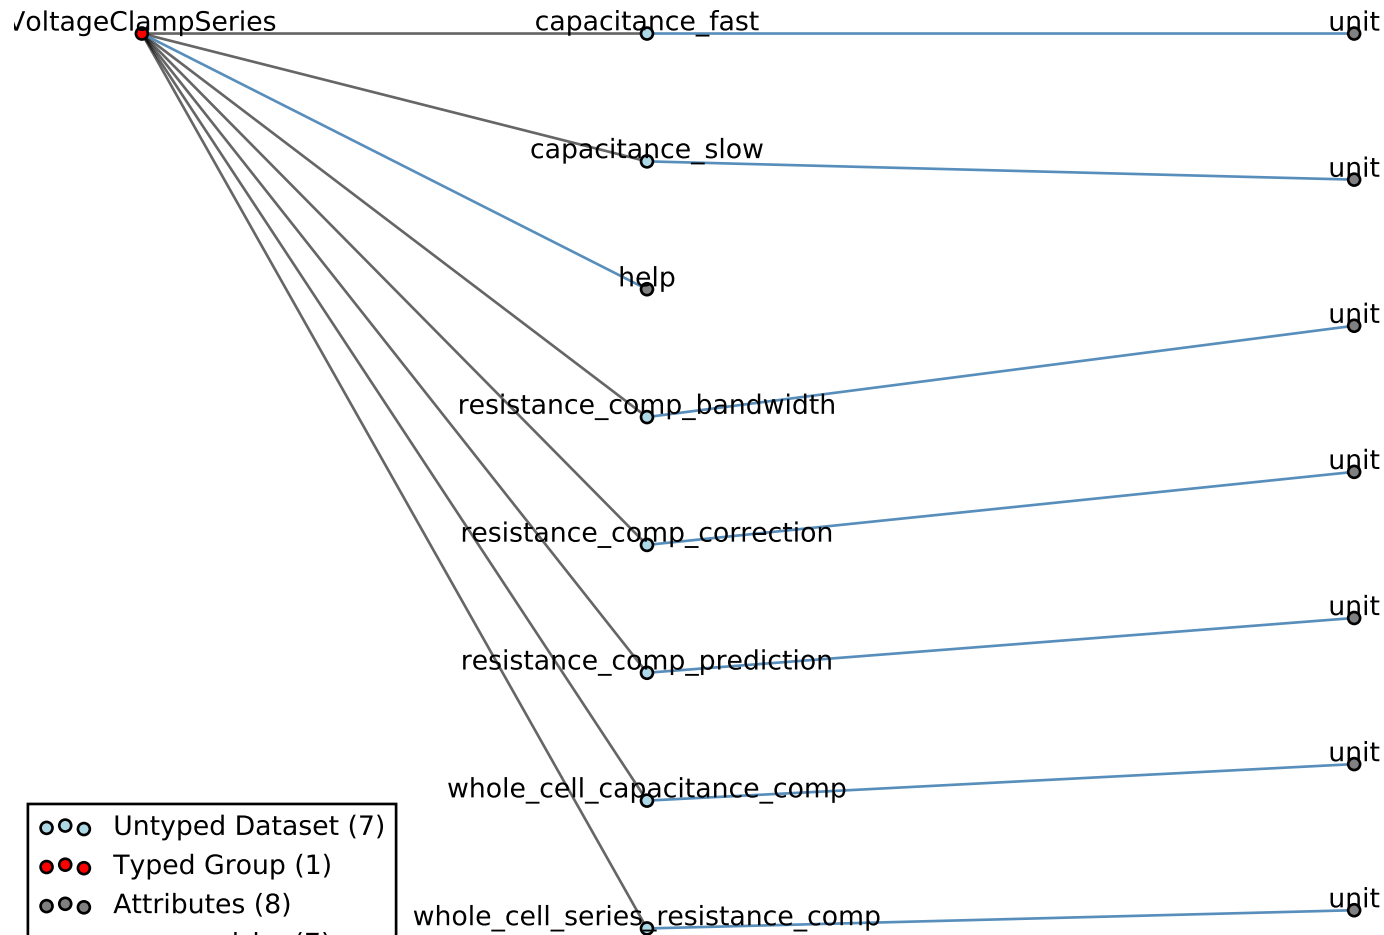 VoltageClampSeries
capacitance_fast
unit
capacitance_slow
unit
help
unit
resistance_comp_bandwidth
unit
resistance_comp_correction
unit
resistance_comp_prediction
unit
whole_cell_capacitance_comp
unit
whole_cell_series_resistance_comp
Untyped Dataset (7)
Typed Group (1)
Attributes (8)